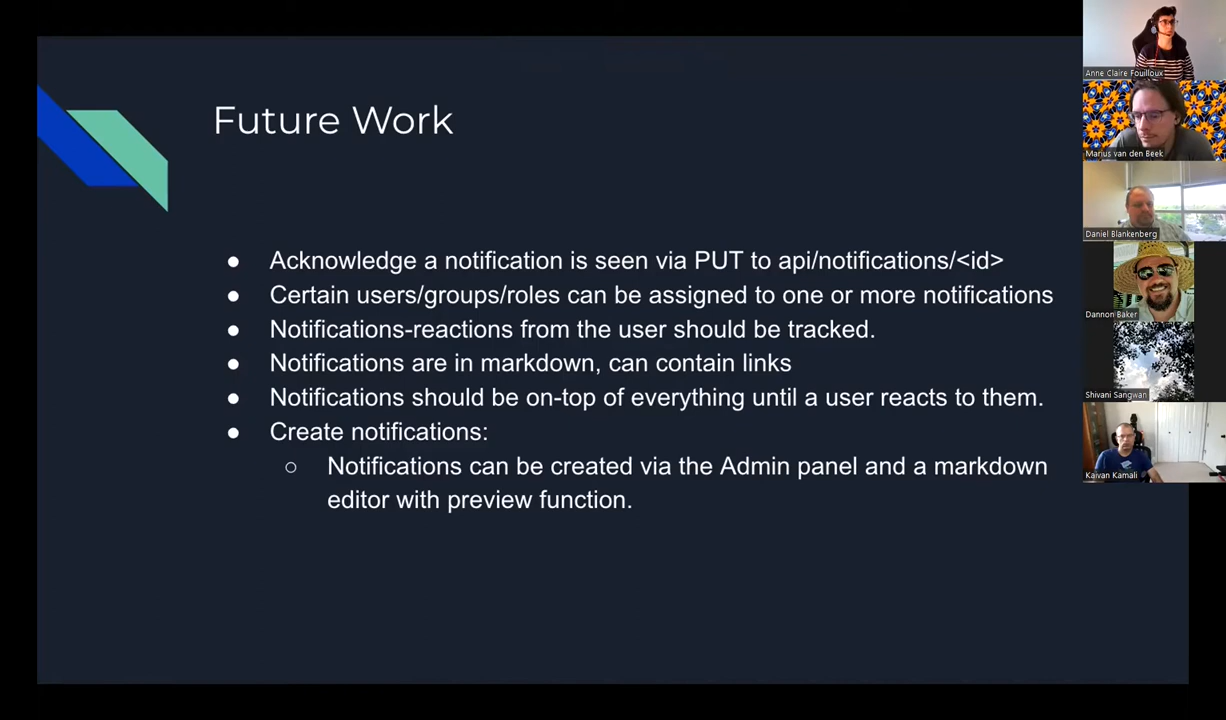 Future Work
● Acknowledge a notification is seen via PUT to api/notifications/<id>
● Certain users/groups/roles can be assigned to one or more notifications
● Notifications-reactions from the user should be tracked.
● Notifications are in markdown, can contain links
● Notifications should be on-top of everything until a user reacts to them.
● Create notifications:
○ Notifications can be created via the Admin panel and a markdown
editor with preview function.
Anne Claire Fouilloux
Marius van den Beek
Daniel Blankenberg
Dannon Baker
Shivani Sangwan
Kaivan Kamali